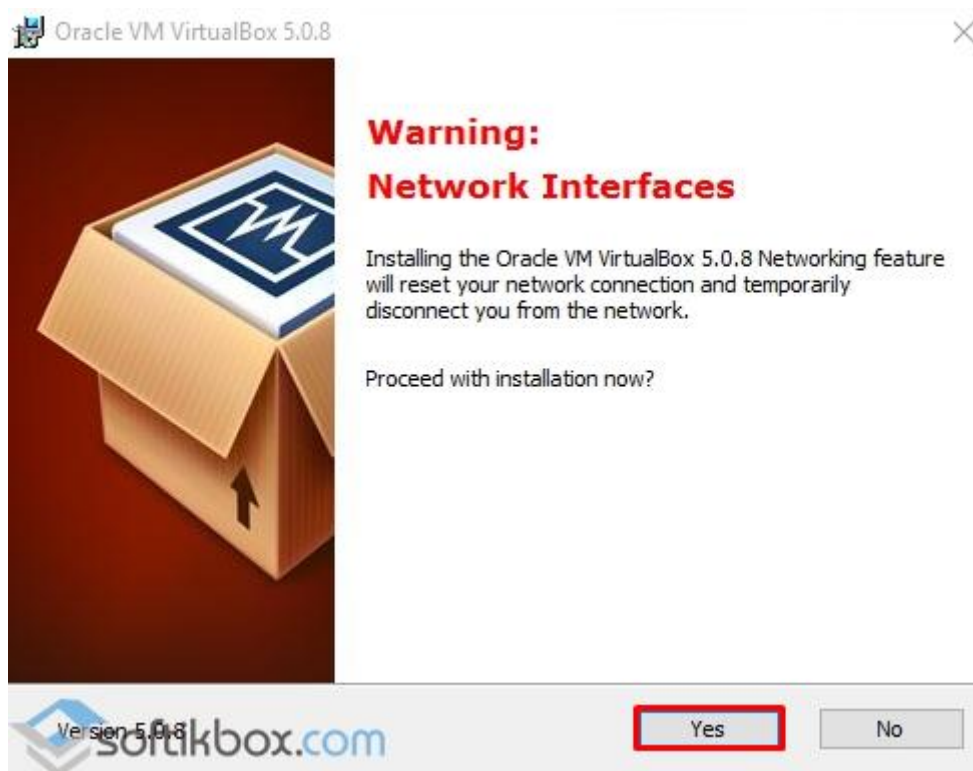 Oracle VM VirtualBox 5.0.8
Warning:
Network Interfaces
Installing the Oracle VM VirtualBox 5.0.8 Networking feature
will reset your network connection and temporarily
disconnect you from the network.
Proceed with installation now?
Version 5.0.8
softikbox.com
Yes
No